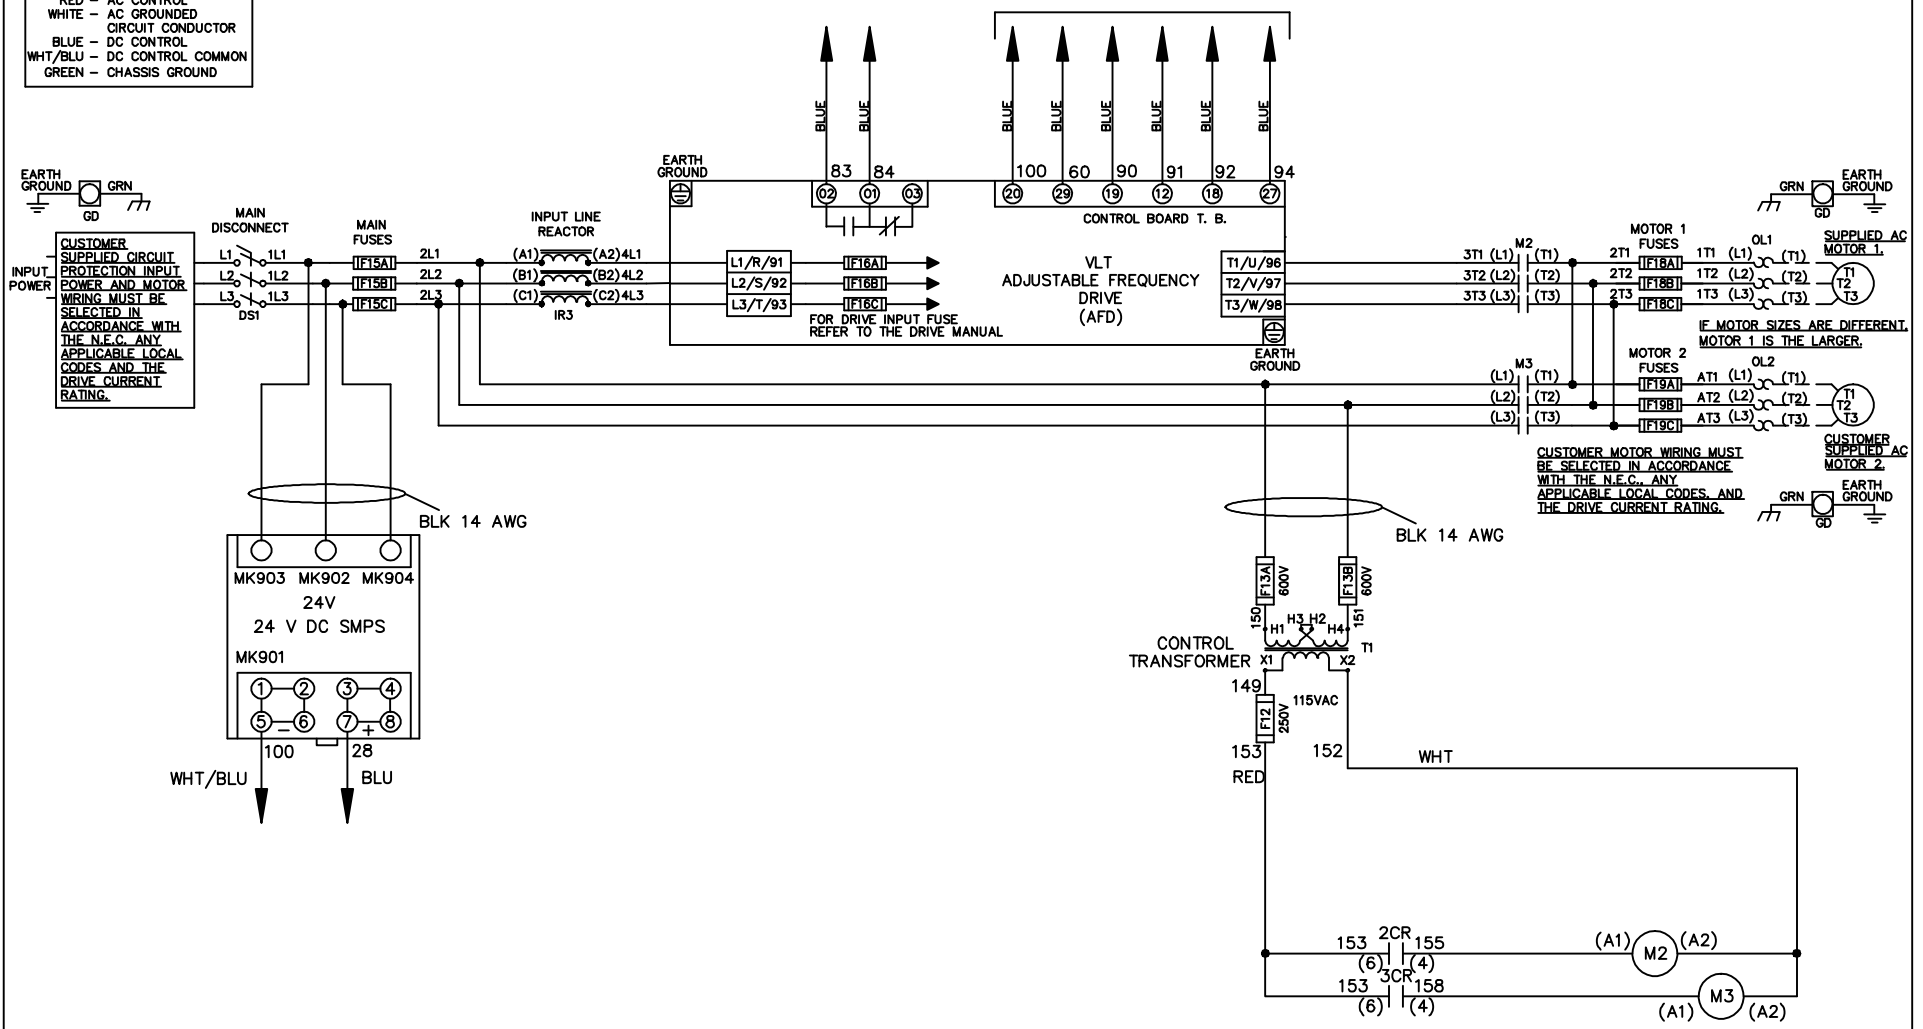 RED - AC CONTROL
WHITE - AC GROUNDED
CIRCUIT CONDUCTOR
BLUE - DC CONTROL
WHT/BLU - DC CONTROL COMMON
GREEN - CHASSIS GROUND
BLUE
BLUE
BLUE
BLUE
BLUE
BLUE
BLUE
BLUE
83
84
100
60
90
91
92
94
02
01
03
20
29
19
12
18
27
CONTROL BOARD T. B.
EARTH
GROUND
GRN
GD
EARTH
GROUND
INPUT
POWER
CUSTOMER
SUPPLIED CIRCUIT
PROTECTION INPUT
POWER AND MOTOR
WIRING MUST BE
SELECTED IN
ACCORDANCE WITH
THE N.E.C. ANY
APPLICABLE LOCAL
CODES AND THE
DRIVE CURRENT
RATING.
MAIN
DISCONNECT
L1
1L1
L2
1L2
L3
1L3
DS1
MAIN
FUSES
F15A
F15B
F15C
2L1
2L2
2L3
INPUT LINE
REACTOR
(A1)
(A2)
4L1
(B1)
(B2)
4L2
(C1)
(C2)
4L3
IR3
L1/R/91
L2/S/92
L3/T/93
F16A
F16B
F16C
FOR DRIVE INPUT FUSE
REFER TO THE DRIVE MANUAL
VLT
ADJUSTABLE FREQUENCY
DRIVE
(AFD)
T1/U/96
T2/V/97
T3/W/98
EARTH
GROUND
3T1 (L1)
M2
(T1)
3T2 (L2)
(T2)
3T3 (L3)
(T3)
2T1
2T2
2T3
MOTOR 1
FUSES
F18A
F18B
F18C
1T1 (L1)
1T2 (L2)
1T3 (L3)
OL1
(T1)
(T2)
(T3)
GRN
EARTH
GROUND
GD
SUPPLIED AC
MOTOR 1.
T1
T2
T3
IF MOTOR SIZES ARE DIFFERENT,
MOTOR 1 IS THE LARGER.
M3
(L1)
(T1)
(L2)
(T2)
(L3)
(T3)
MOTOR 2
FUSES
F19A
F19B
F19C
AT1 (L1)
AT2 (L2)
AT3 (L3)
OL2
(T1)
(T2)
(T3)
T1
T2
T3
CUSTOMER
SUPPLIED AC
MOTOR 2.
CUSTOMER MOTOR WIRING MUST
BE SELECTED IN ACCORDANCE
WITH THE N.E.C., ANY
APPLICABLE LOCAL CODES, AND
THE DRIVE CURRENT RATING.
GRN
EARTH
GROUND
GD
BLK 14 AWG
MK903 MK902 MK904
24V
24 V DC SMPS
MK901
1
2
3
4
5
6
7
8
-
+
100
28
WHT/BLU
BLU
BLK 14 AWG
F13A
600V
F13B
600V
150
151
H1
H3
H2
H4
T1
CONTROL
TRANSFORMER
X1
X2
149
115VAC
F12
250V
153
152
RED
WHT
153
2CR
155
(6)
(4)
(A1)
M2
(A2)
153
3CR
158
(6)
(4)
(A1)
M3
(A2)